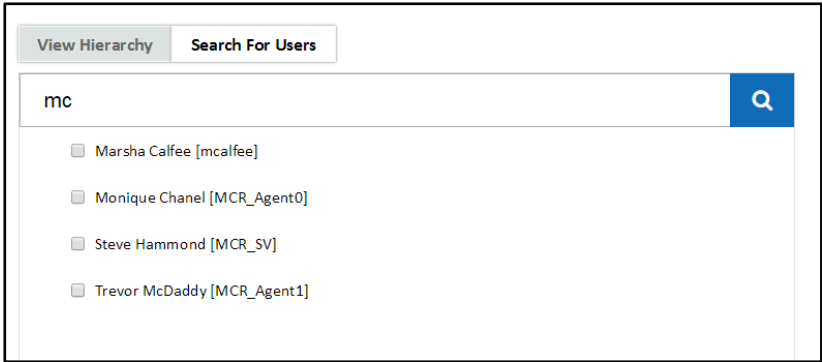 View Hierarchy Search For Users
mc
Marsha Calfee [mcalfee]
Monique Chanel [MCR_Agent0]
Steve Hammond [MCR_SV]
Trevor McDaddy [MCR_Agent1]